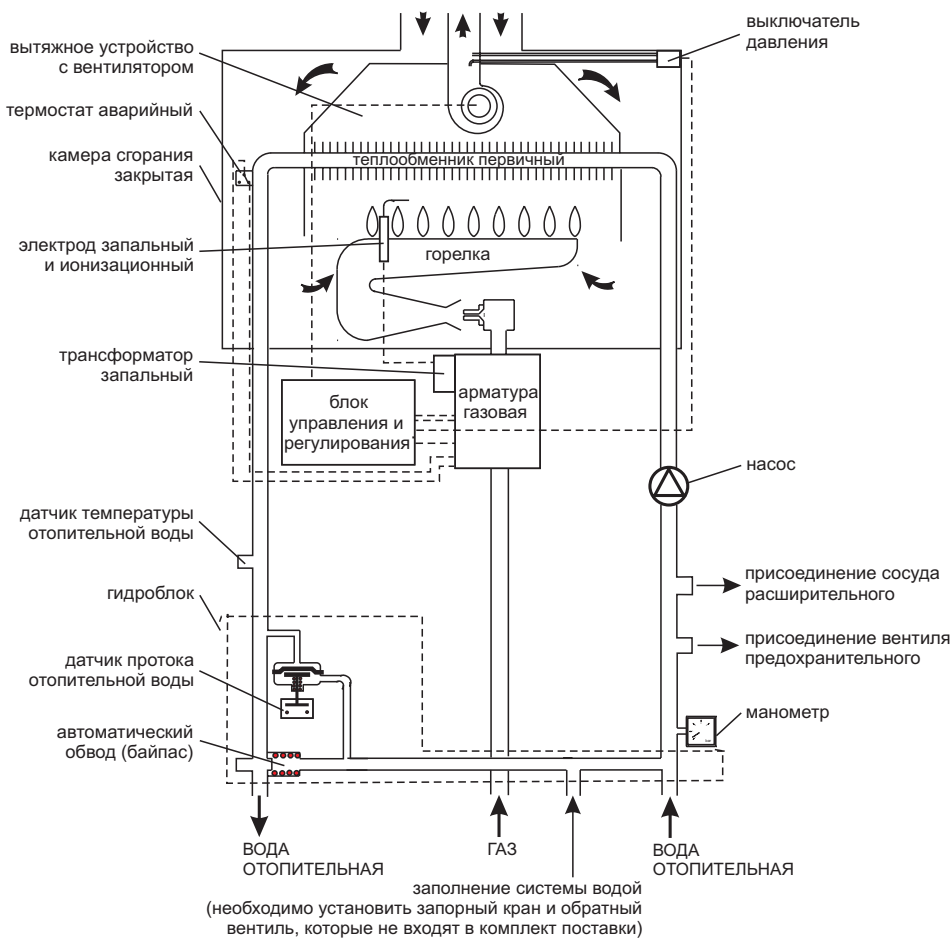 выключатель
давления
вытяжное устройство
с вентилятором
термостат аварийный
камера сгорания
закрытая
теплообменник первичный
электрод запальный
и ионизационный
горелка
трансформатор
запальный
арматура
газовая
блок
управления и
регулирования
насос
датчик температуры
отопительной воды
присоединение сосуда
расширительного
гидроблок
присоединение вентиля
предохранительного
датчик протока
отопительной воды
манометр
автоматический
обвод (байпас)
ВОДА
ОТОПИТЕЛЬНАЯ
ГАЗ
ВОДА
ОТОПИТЕЛЬНАЯ
заполнение системы водой
(необходимо установить запорный кран и обратный
вентиль, которые не входят в комплект поставки)